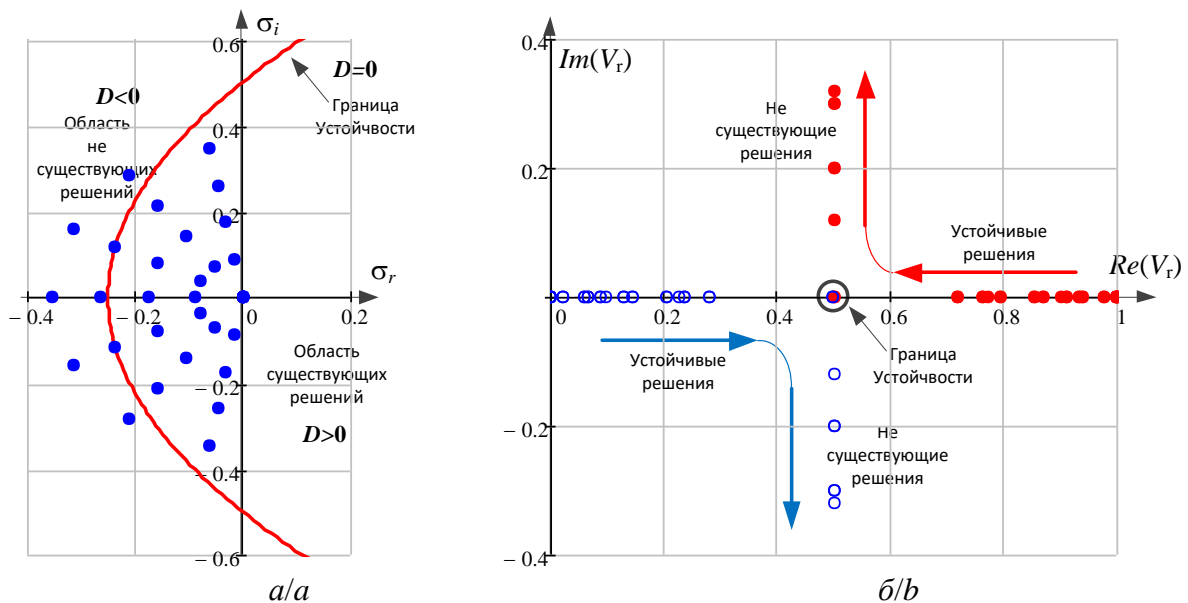 σi
0.6
D=0
D<0
Граница
Устойчвости
Область
не
существующих
решений
0.4
0.2
σr
– 0.4
– 0.2
0
0.2
Область
существующих
решений
– 0.2
D>0
– 0.4
– 0.6
а/a
0.4
Im(Vr)
Не
существующие
решения
0.2
Устойчивые
решения
Re(Vr)
0.0
0.2
0.4
0.6
0.8
1
Устойчивые
решения
Граница
Устойчвости
– 0.2
Не
существующие
решения
– 0.4
б/b